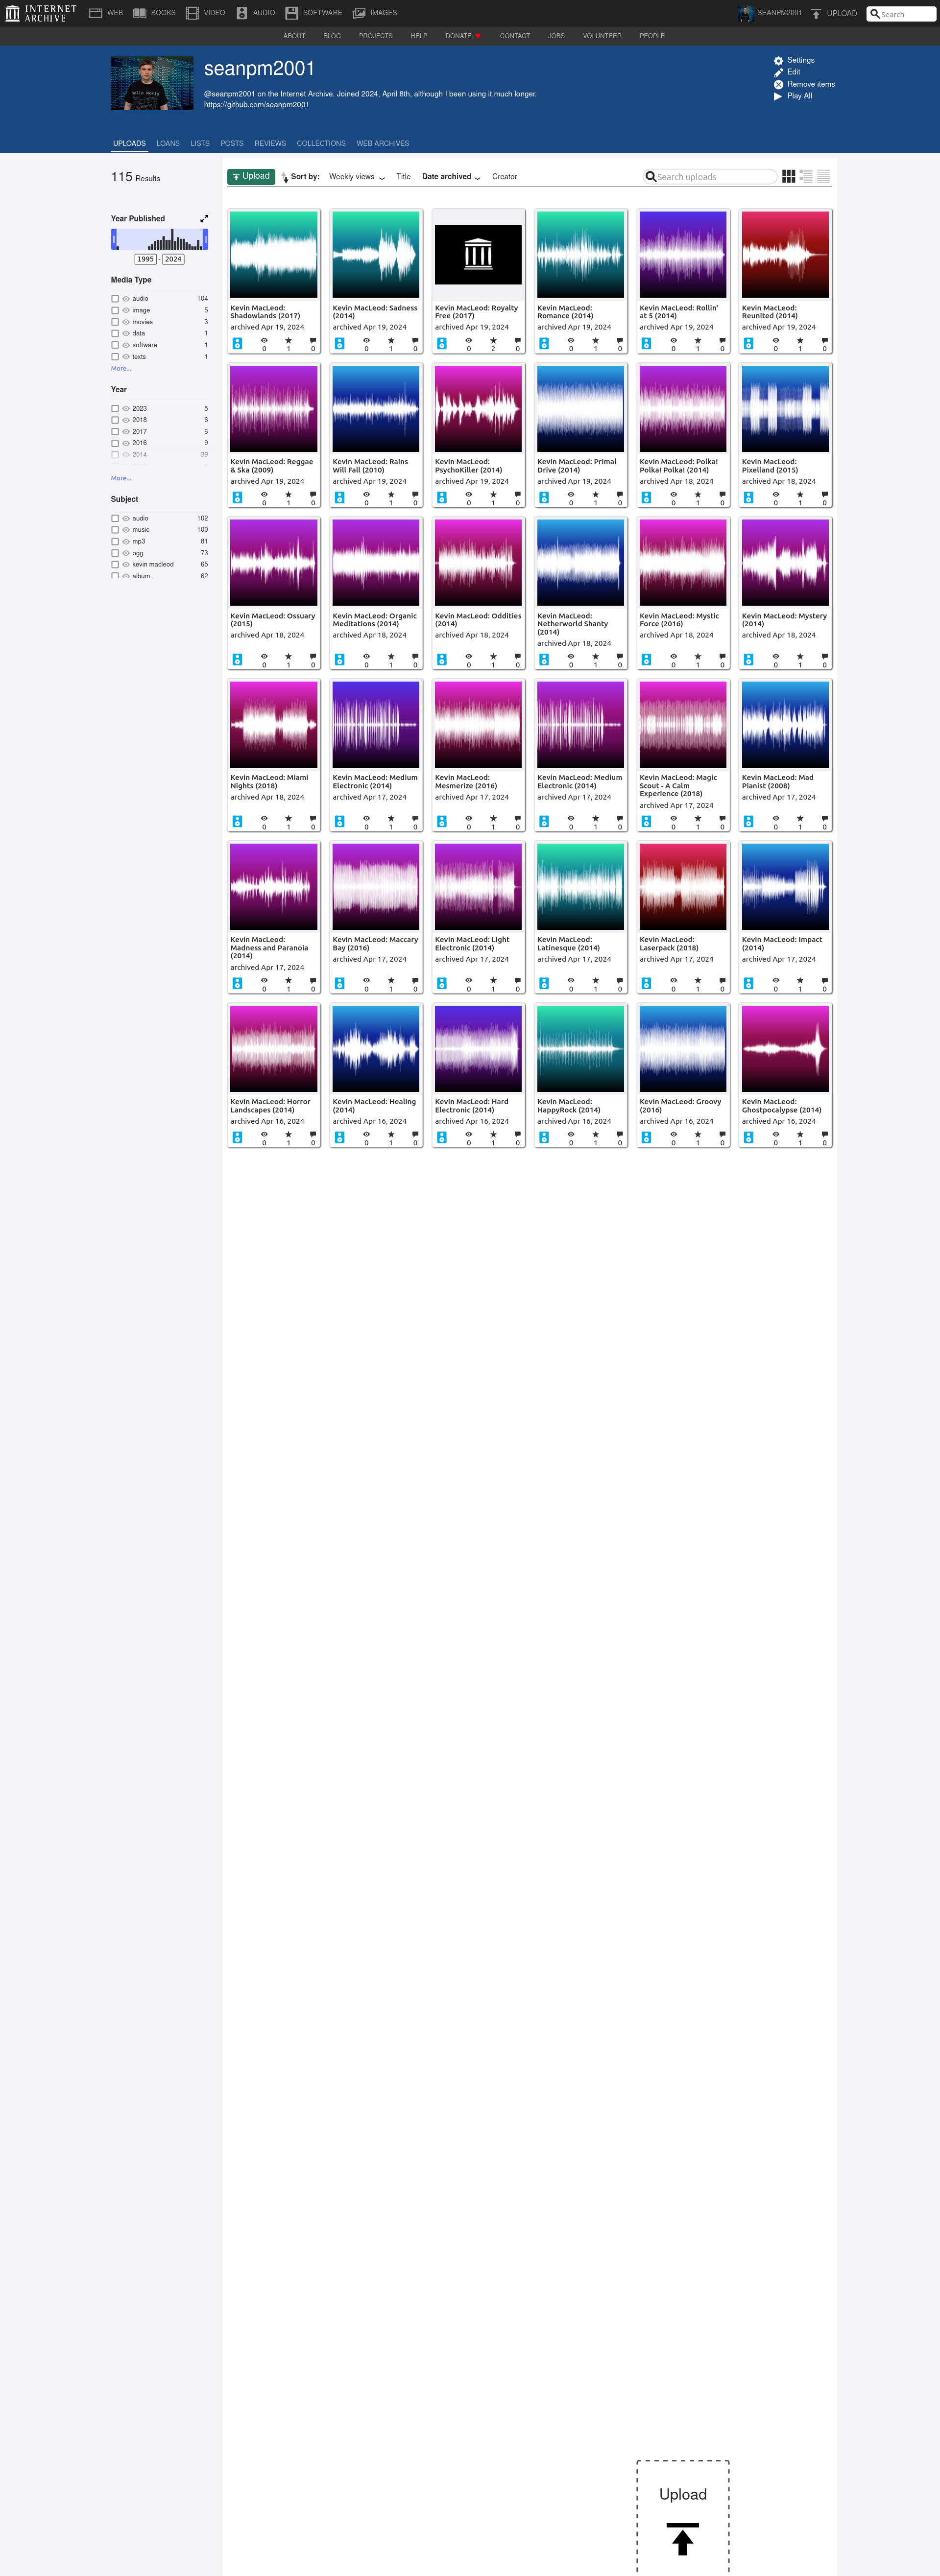 INTERNET ARCHIVE
WEB BOOKS VIDEO AUDIO SOFTWARE IMAGES SEANPM2001 UPLOAD Search
ABOUT BLOG PROJECTS HELP DONATE CONTACT JOBS VOLUNTEER PEOPLE
seanpm2001
@seanpm2001 on the Internet Archive. Joined 2024, April 8th, although I been using it much longer.
https://github.com/seanpm2001
Settings
Edit
Remove items
Play All
UPLOADS LOANS LISTS POSTS REVIEWS COLLECTIONS WEB ARCHIVES
115 Results
Year Published
1995 - 2024
Media Type
audio 104
image 5
movies 3
data 1
software 1
texts 1
More...
Year
2023 5
2018 6
2017 6
2016 9
2014 39
More...
Subject
audio 102
music 100
mp3 81
ogg 73
kevin macleod 65
album 62
Upload Sort by: Weekly views Title Date archived Creator Search uploads
Kevin MacLeod: Shadowlands (2017)
archived Apr 19, 2024
0 1 0
Kevin MacLeod: Sadness (2014)
archived Apr 19, 2024
0 1 0
Kevin MacLeod: Royalty Free (2017)
archived Apr 19, 2024
0 2 0
Kevin MacLeod: Romance (2014)
archived Apr 19, 2024
0 1 0
Kevin MacLeod: Rollin' at 5 (2014)
archived Apr 19, 2024
0 1 0
Kevin MacLeod: Reunited (2014)
archived Apr 19, 2024
0 1 0
Kevin MacLeod: Reggae & Ska (2009)
archived Apr 19, 2024
0 1 0
Kevin MacLeod: Rains Will Fall (2010)
archived Apr 19, 2024
0 1 0
Kevin MacLeod: PsychoKiller (2014)
archived Apr 19, 2024
0 1 0
Kevin MacLeod: Primal Drive (2014)
archived Apr 19, 2024
0 1 0
Kevin MacLeod: Polka! Polka! Polka! (2014)
archived Apr 18, 2024
0 1 0
Kevin MacLeod: Pixelland (2015)
archived Apr 18, 2024
0 1 0
Kevin MacLeod: Ossuary (2015)
archived Apr 18, 2024
0 1 0
Kevin MacLeod: Organic Meditations (2014)
archived Apr 18, 2024
0 1 0
Kevin MacLeod: Oddities (2014)
archived Apr 18, 2024
0 1 0
Kevin MacLeod: Netherworld Shanty (2014)
archived Apr 18, 2024
0 1 0
Kevin MacLeod: Mystic Force (2016)
archived Apr 18, 2024
0 1 0
Kevin MacLeod: Mystery (2014)
archived Apr 18, 2024
0 1 0
Kevin MacLeod: Miami Nights (2018)
archived Apr 18, 2024
0 1 0
Kevin MacLeod: Medium Electronic (2014)
archived Apr 17, 2024
0 1 0
Kevin MacLeod: Mesmerize (2016)
archived Apr 17, 2024
0 1 0
Kevin MacLeod: Medium Electronic (2014)
archived Apr 17, 2024
0 1 0
Kevin MacLeod: Magic Scout - A Calm Experience (2018)
archived Apr 17, 2024
0 1 0
Kevin MacLeod: Mad Pianist (2008)
archived Apr 17, 2024
0 1 0
Kevin MacLeod: Madness and Paranoia (2014)
archived Apr 17, 2024
0 1 0
Kevin MacLeod: Maccary Bay (2016)
archived Apr 17, 2024
0 1 0
Kevin MacLeod: Light Electronic (2014)
archived Apr 17, 2024
0 1 0
Kevin MacLeod: Latinesque (2014)
archived Apr 17, 2024
0 1 0
Kevin MacLeod: Laserpack (2018)
archived Apr 17, 2024
0 1 0
Kevin MacLeod: Impact (2014)
archived Apr 17, 2024
0 1 0
Kevin MacLeod: Horror Landscapes (2014)
archived Apr 16, 2024
0 1 0
Kevin MacLeod: Healing (2014)
archived Apr 16, 2024
0 1 0
Kevin MacLeod: Hard Electronic (2014)
archived Apr 16, 2024
0 1 0
Kevin MacLeod: HappyRock (2014)
archived Apr 16, 2024
0 1 0
Kevin MacLeod: Groovy (2016)
archived Apr 16, 2024
0 1 0
Kevin MacLeod: Ghostpocalypse (2014)
archived Apr 16, 2024
0 1 0
Upload